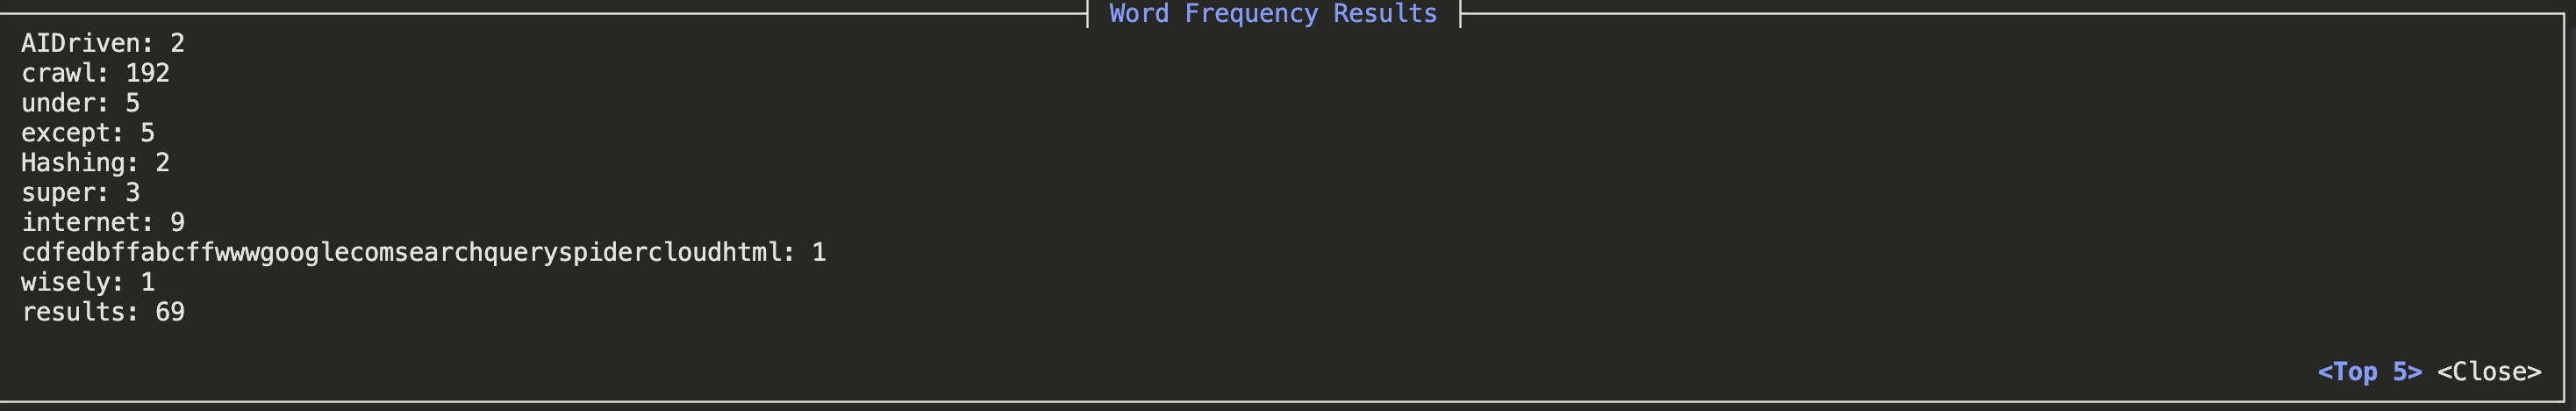 Word Frequency Results
AIDriven: 2
crawl: 192
under: 5
except: 5
Hashing: 2
super: 3
internet: 9
cdfedbffabcffwwwgooglecomsearchqueryspidercloudhtml: 1
wisely: 1
results: 69
<Top 5> <Close>